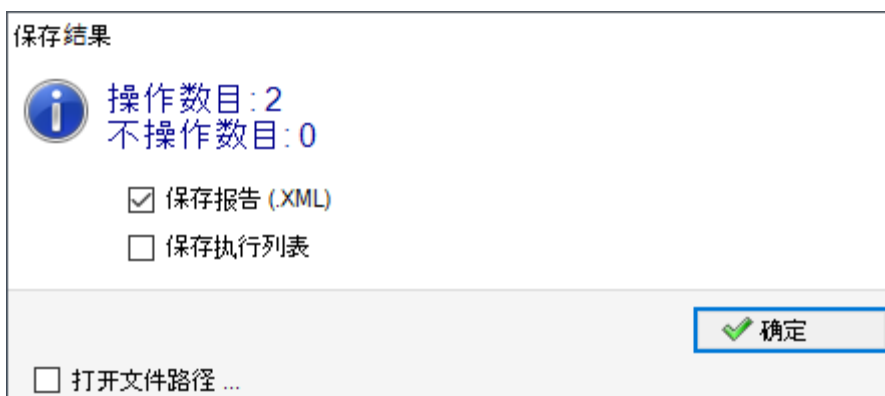 保存结果
操作数目: 2
不操作数目: 0
保存报告 (.XML)
保存执行列表
确定
打开文件路径 ...